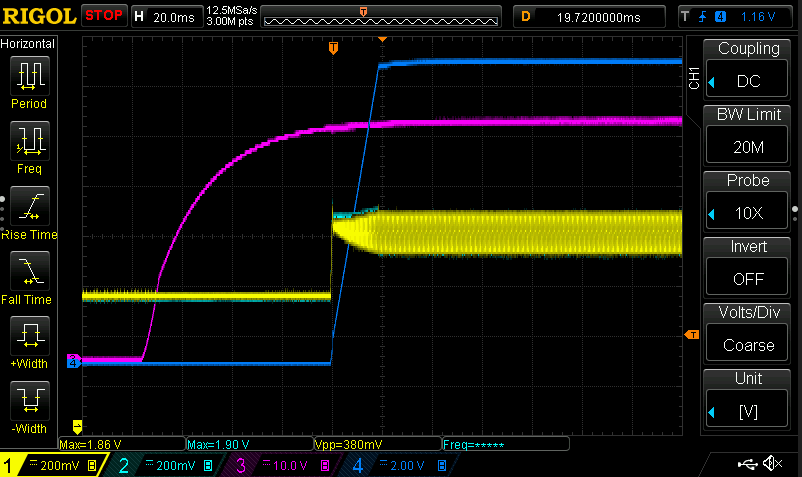 RIGOL STOP H 20.0ms 12.5MSa/s 3.00M pts T D 19.7200000ms T 4 1.16 V
Horizontal
Period
Freq
Rise Time
Fall Time
+Width
-Width
T
T
3
4
CH1
Coupling
DC
BW Limit
20M
Probe
10X
Invert
OFF
Volts/Div
Coarse
Unit
[V]
Max=1.86 V Max=1.90 V Vpp=380mV Freq=*****
1 200mV B 2 200mV B 3 10.0 V B 4 2.00 V B